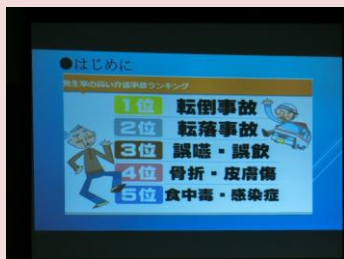 ●はじめに
発生率の高い介護事故ランキング
1位 転倒事故
2位 転落事故
3位 誤嚥・誤飲
4位 骨折・皮膚傷
5位 食中毒・感染症